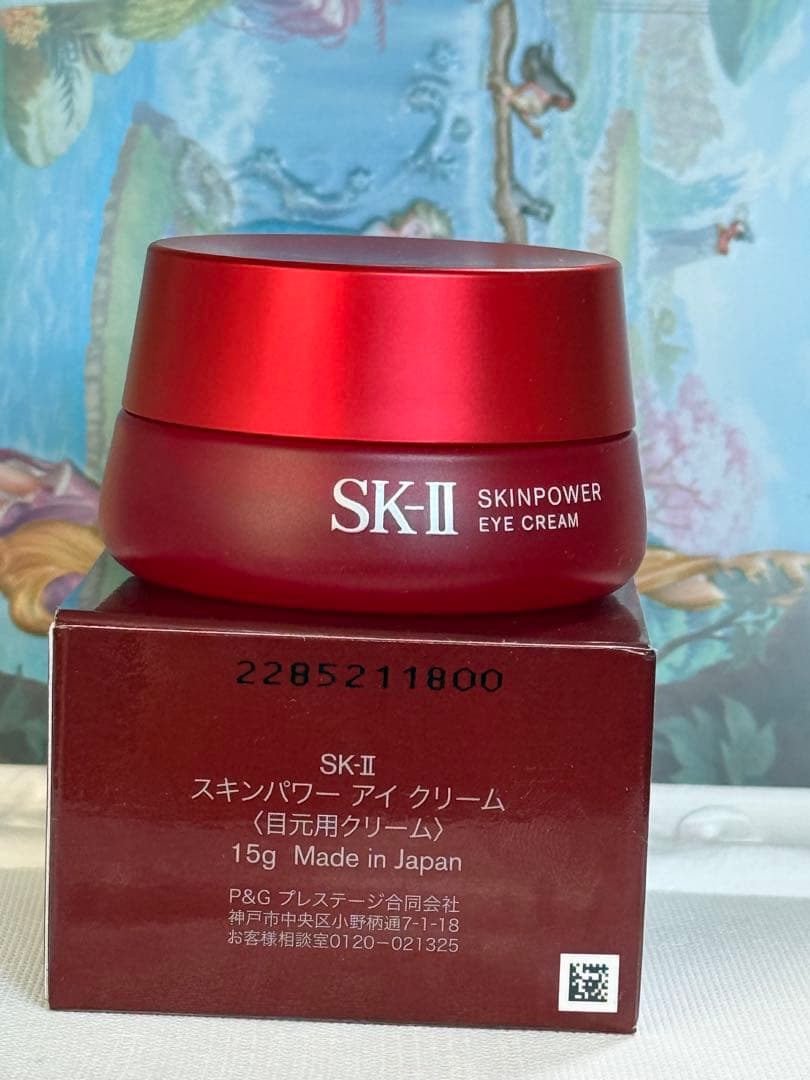 SK-II SKINPOWER
EYE CREAM
2285211800
SK-II
スキンパワー アイ クリーム
〈目元用クリーム〉
15g Made in Japan
P&G プレステージ合同会社
神戸市中央区小野柄通7-1-18
お客様相談室0120-021325